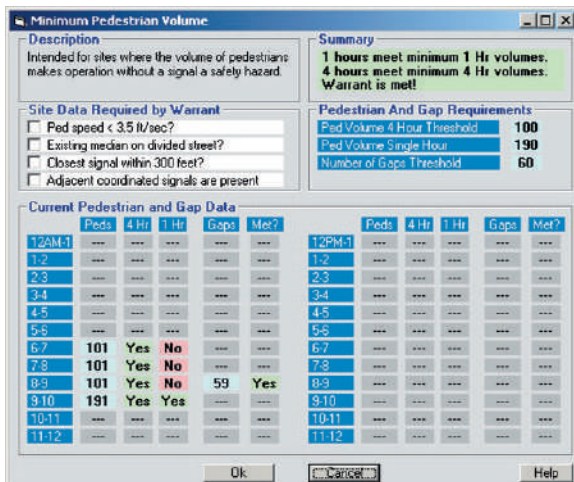 Minimum Pedestrian Volume
Description
Intended for sites where the volume of pedestrians
makes operation without a signal a safety hazard.
Summary
1 hours meet minimum 1 Hr volumes.
4 hours meet minimum 4 Hr volumes.
Warrant is met!
Site Data Required by Warrant
Ped speed < 3.5 ft/sec?
Existing median on divided street?
Closest signal within 300 feet?
Adjacent coordinated signals are present
Pedestrian And Gap Requirements
Ped Volume 4 Hour Threshold 100
Ped Volume Single Hour 190
Number of Gaps Threshold 60
Current Pedestrian and Gap Data
Peds 4 Hr 1 Hr Gaps Met?
12AM-1 --- --- --- --- ---
1-2 --- --- --- --- ---
2-3 --- --- --- --- ---
3-4 --- --- --- --- ---
4-5 --- --- --- --- ---
5-6 --- --- --- --- ---
6-7 101 Yes No --- ---
7-8 101 Yes No --- ---
8-9 101 Yes No 59 Yes
9-10 191 Yes Yes --- ---
10-11 --- --- --- --- ---
11-12 --- --- --- --- ---
Peds 4 Hr 1 Hr Gaps Met?
12PM-1 --- --- --- --- ---
1-2 --- --- --- --- ---
2-3 --- --- --- --- ---
3-4 --- --- --- --- ---
4-5 --- --- --- --- ---
5-6 --- --- --- --- ---
6-7 --- --- --- --- ---
7-8 --- --- --- --- ---
8-9 --- --- --- --- ---
9-10 --- --- --- --- ---
10-11 --- --- --- --- ---
11-12 --- --- --- --- ---
Ok Cancel Help